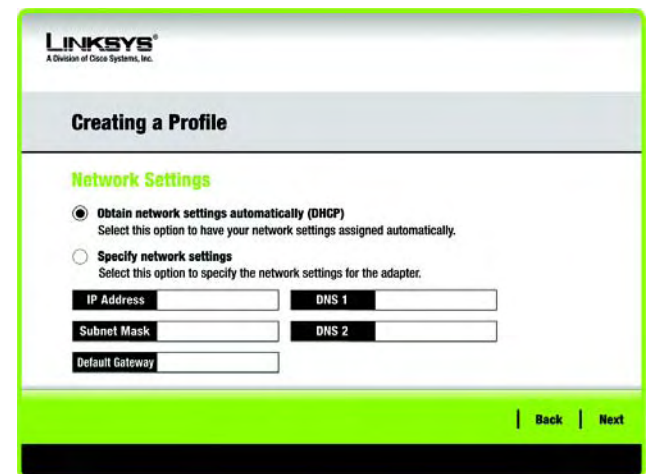 LINKSYS®
A Division of Cisco Systems, Inc.
Creating a Profile
Network Settings
Obtain network settings automatically (DHCP)
Select this option to have your network settings assigned automatically.
Specify network settings
Select this option to specify the network settings for the adapter.
IP Address
DNS 1
Subnet Mask
DNS 2
Default Gateway
Back
Next